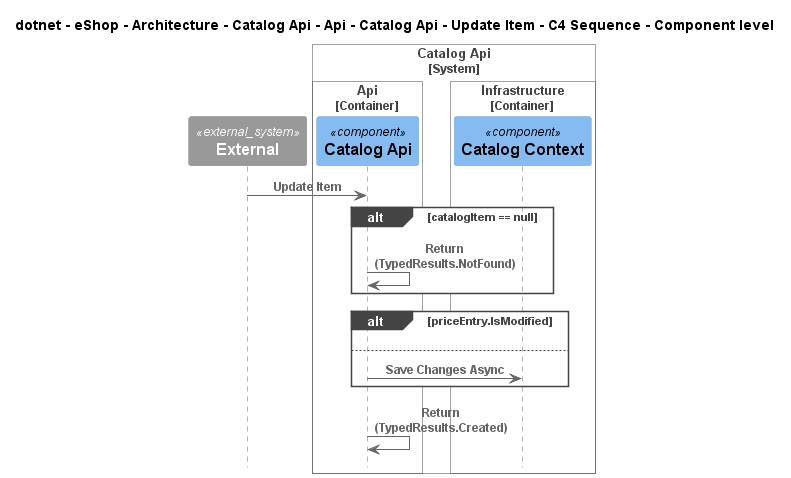 dotnet - eShop - Architecture - Catalog Api - Api - Catalog Api - Update Item - C4 Sequence - Component level
Catalog Api
[System]
Api
[Container]
Infrastructure
[Container]
«external_system»
External
«component»
Catalog Api
«component»
Catalog Context
Update Item
alt
[catalogItem == null]
Return
(TypedResults.NotFound)
alt
[priceEntry.IsModified]
Save Changes Async
Return
(TypedResults.Created)